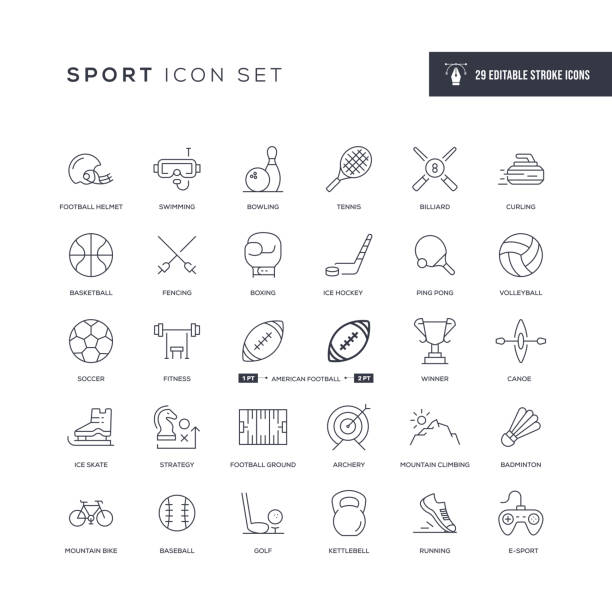 SPORT ICON SET
29 EDITABLE STROKE ICONS
FOOTBALL HELMET SWIMMING BOWLING TENNIS BILLIARD CURLING
8
BASKETBALL FENCING BOXING ICE HOCKEY PING PONG VOLLEYBALL
SOCCER FITNESS 1 PT AMERICAN FOOTBALL 2 PT WINNER CANOE
ICE SKATE STRATEGY FOOTBALL GROUND ARCHERY MOUNTAIN CLIMBING BADMINTON
MOUNTAIN BIKE BASEBALL GOLF KETTLEBELL RUNNING E-SPORT